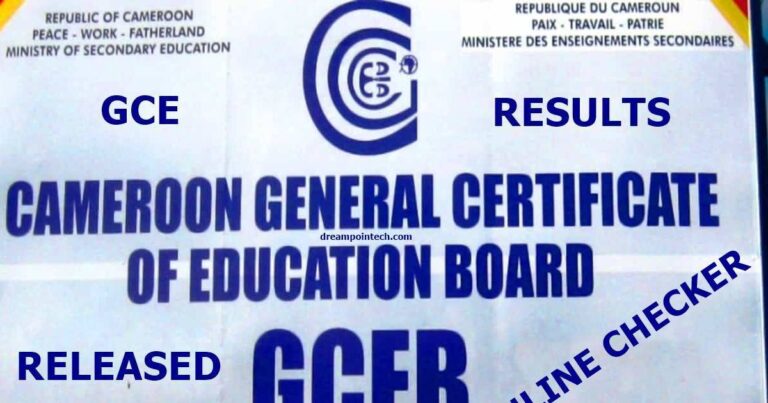 REPUBLIC OF CAMEROON
PEACE - WORK - FATHERLAND
MINISTRY OF SECONDARY EDUCATION
REPUBLIQUE DU CAMEROUN
PAIX - TRAVAIL - PATRIE
MINISTERE DES ENSEIGNEMENTS SECONDAIRES
GCE
RESULTS
CAMEROON GENERAL CERTIFICATE
dreampointech.com
OF EDUCATION BOARD
RELEASED
GCEB
CHECKER